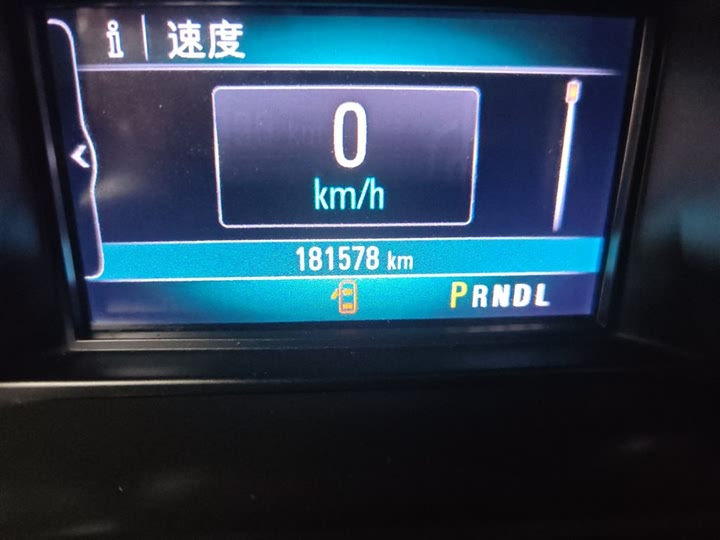 i | 速度
0
km/h
181578 km
PRNDL